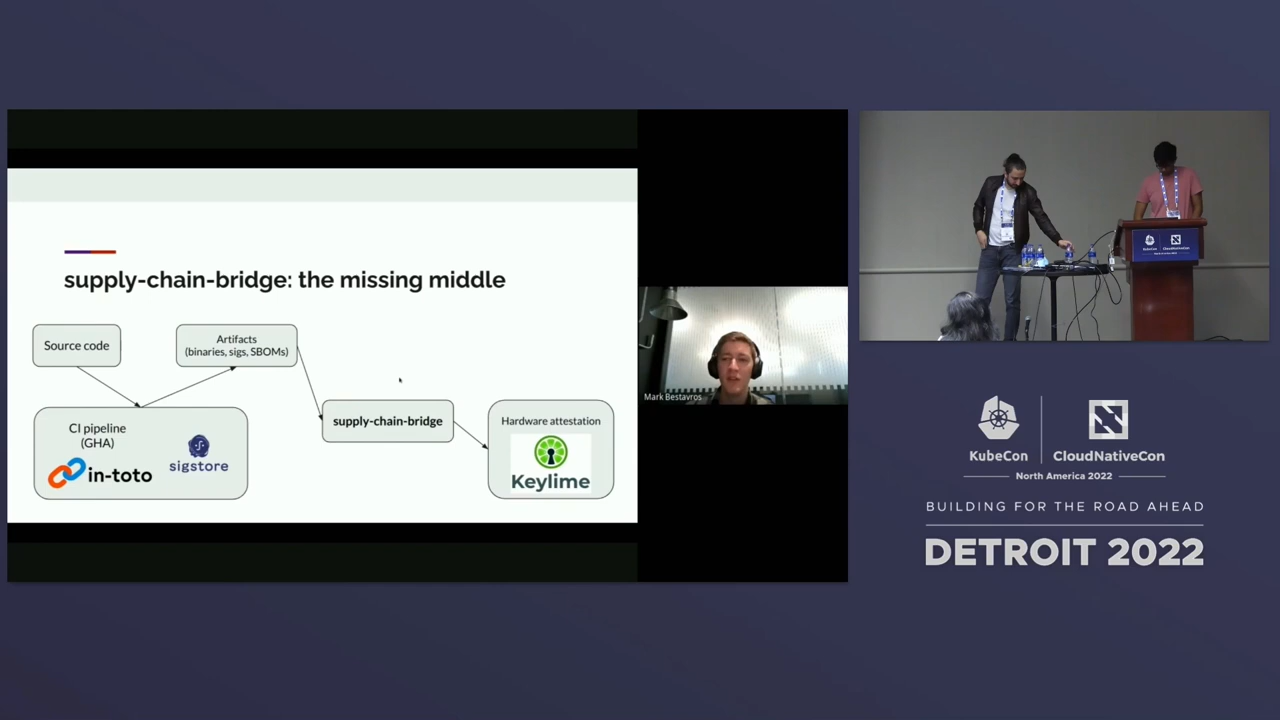 supply-chain-bridge: the missing middle
Source code
Artifacts
(binaries, sigs, SBOMs)
CI pipeline
(GHA)
in-toto
sigstore
supply-chain-bridge
Hardware attestation
Keylime
Mark Bestavros
KubeCon
CloudNativeCon
KubeCon
CloudNativeCon
North America 2022
BUILDING FOR THE ROAD AHEAD
DETROIT 2022